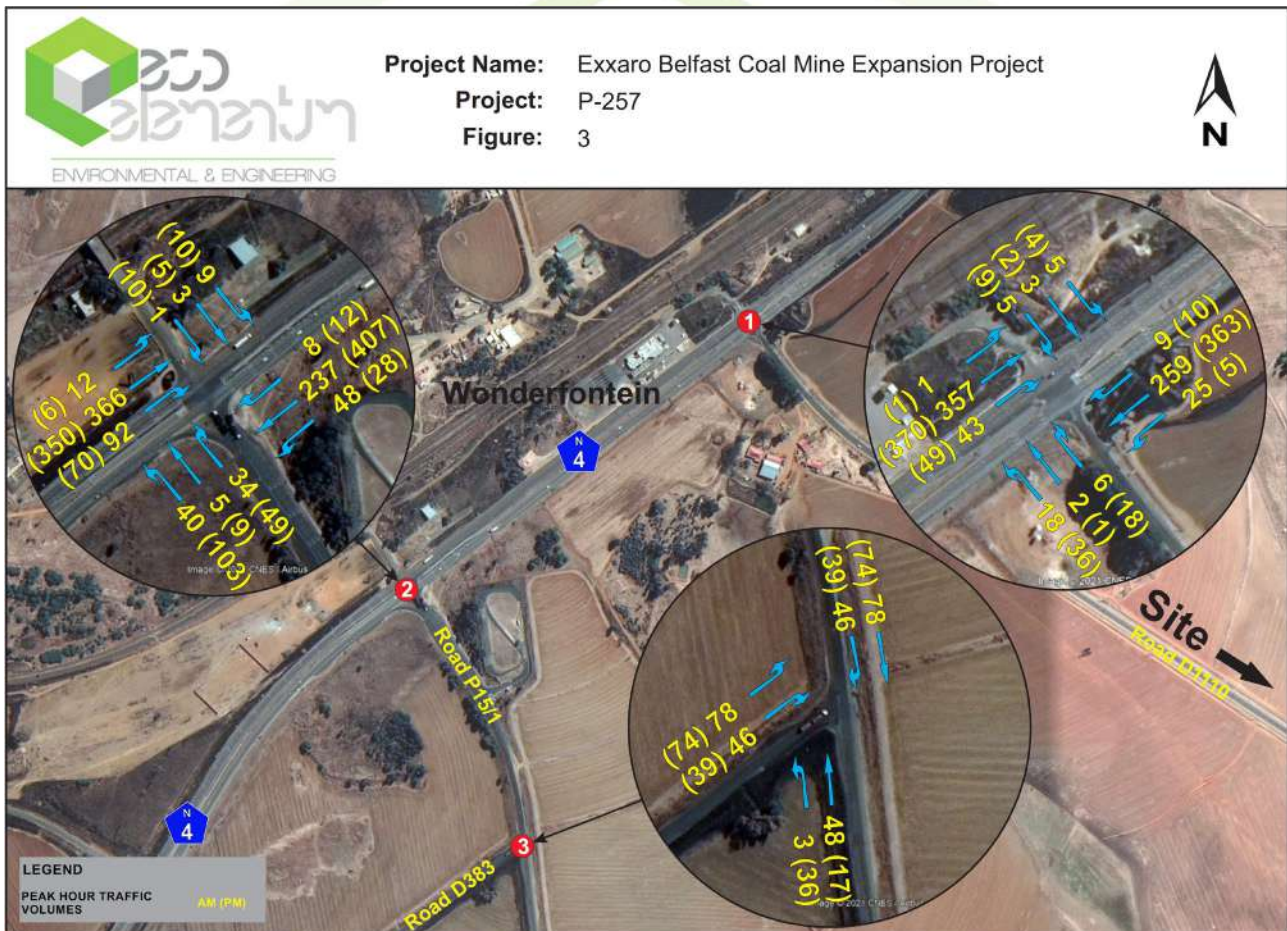 eco
elementum
ENVIRONMENTAL & ENGINEERING
Project Name: Exxaro Belfast Coal Mine Expansion Project
Project: P-257
Figure: 3
N
(10) 9
(5) 3
(10) 1
(6) 12
(350) 366
(70) 92
8 (12)
237 (407)
48 (28)
34 (49)
5 (9)
40 (103)
Wonderfontein
N
4
1
(4) 5
(2) 3
(9) 5
(1) 1
(370) 357
(49) 43
9 (10)
259 (363)
25 (5)
6 (18)
2 (1)
18 (36)
2
Road P15/1
(74) 78
(39) 46
(74) 78
(39) 46
48 (17)
3 (36)
Site
Road D1110
N
4
3
Road D383
LEGEND
PEAK HOUR TRAFFIC
VOLUMES
AM (PM)